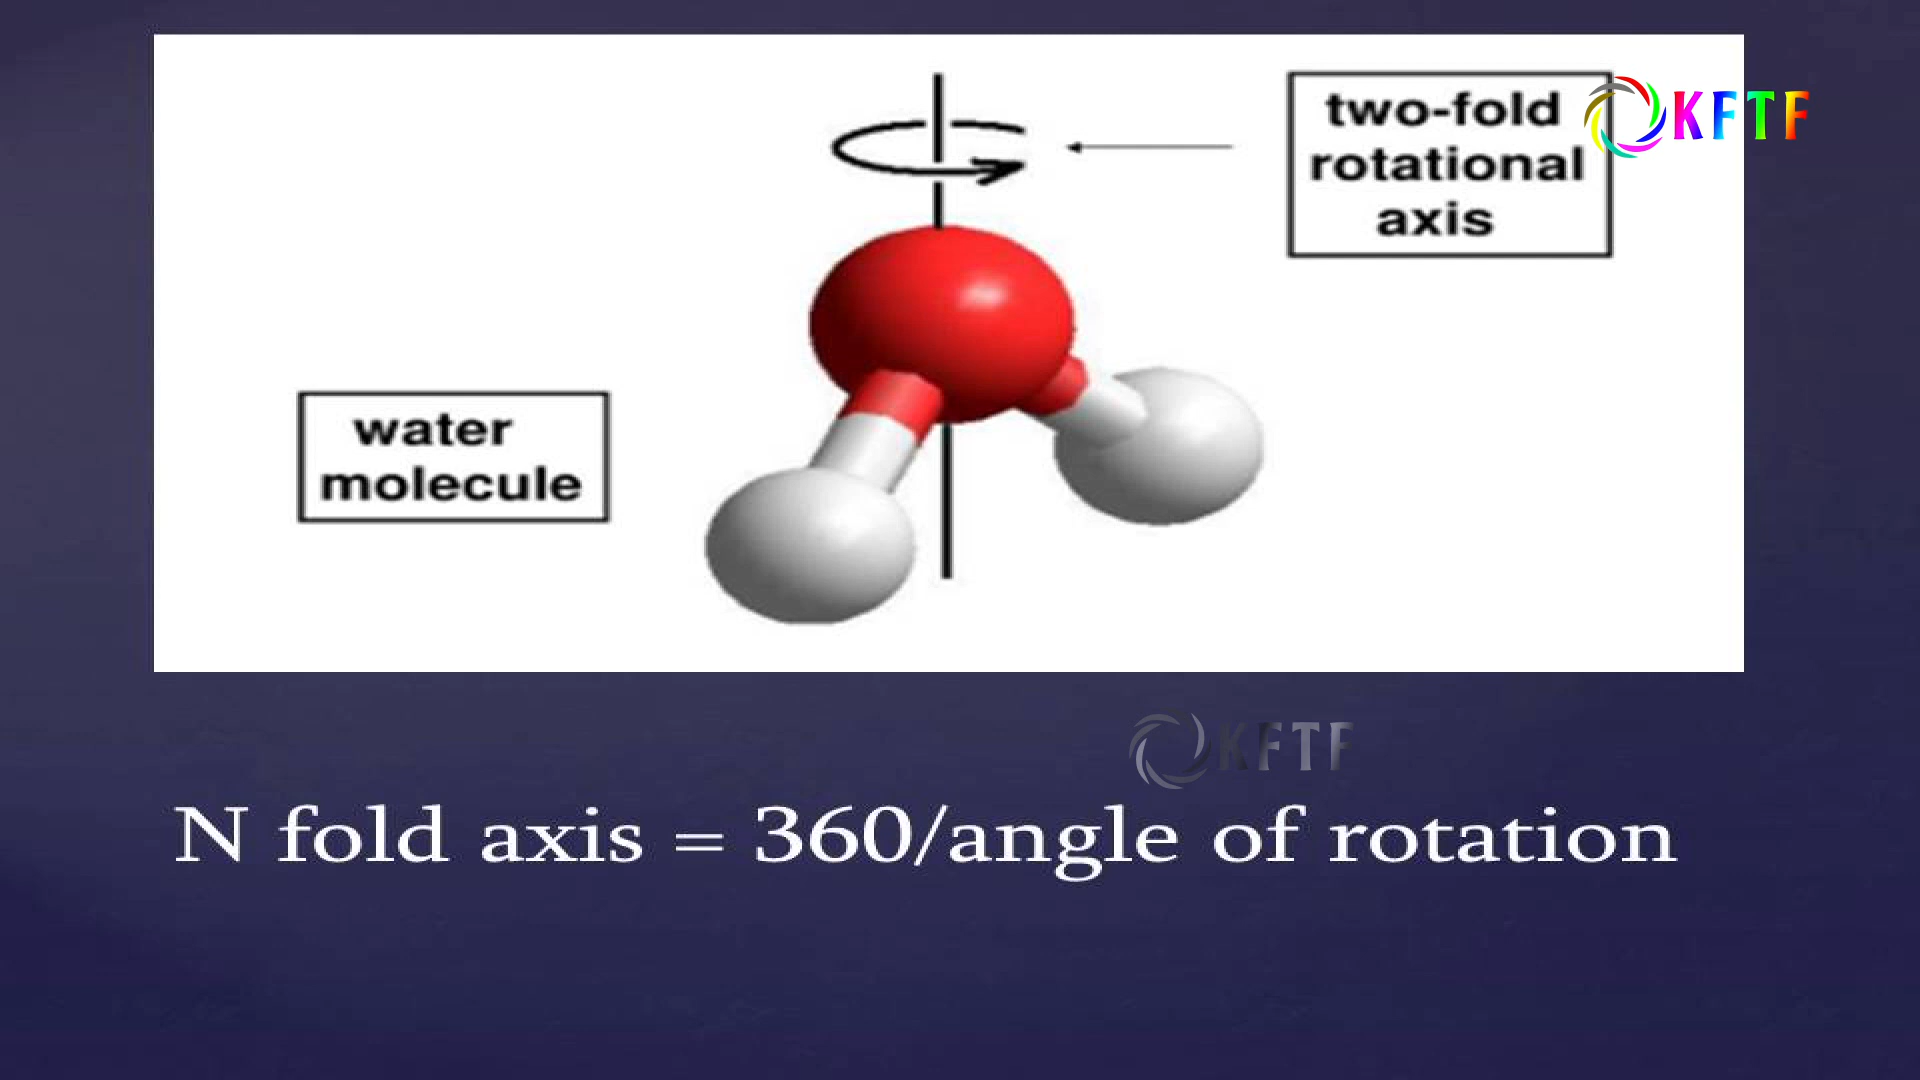 two-fold
rotational
axis
KFTF
water
molecule
KFTF
N fold axis = 360/angle of rotation